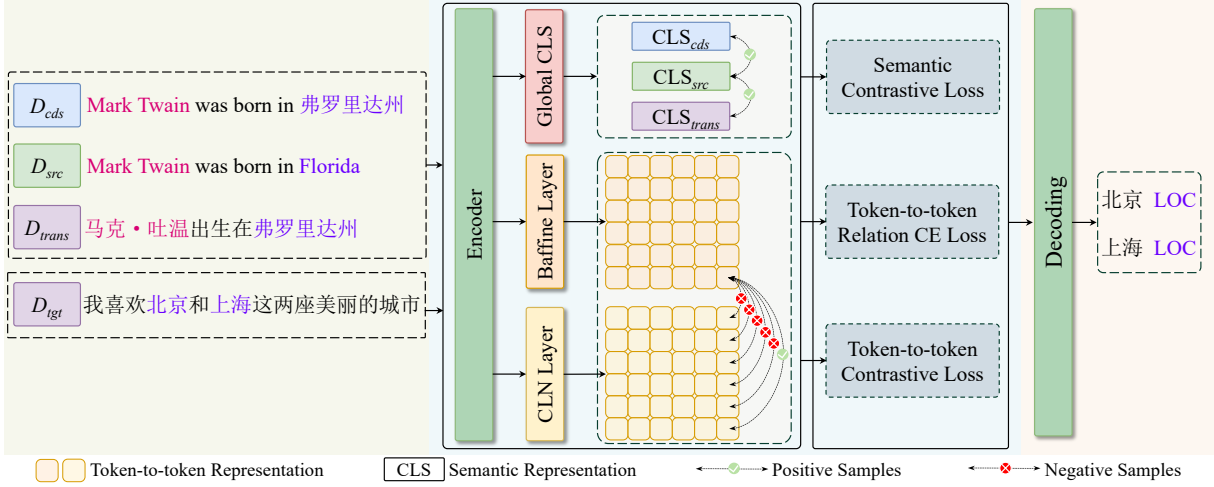 D_cds Mark Twain was born in 弗罗里达州
D_src Mark Twain was born in Florida
D_trans 马克·吐温出生在弗罗里达州
D_tgt 我喜欢北京和上海这两座美丽的城市
Encoder
Global CLS
Baffine Layer
CLN Layer
CLS_cds
CLS_src
CLS_trans
Semantic
Contrastive Loss
Token-to-token
Relation CE Loss
Token-to-token
Contrastive Loss
Decoding
北京 LOC
上海 LOC
Token-to-token Representation
CLS Semantic Representation
Positive Samples
Negative Samples